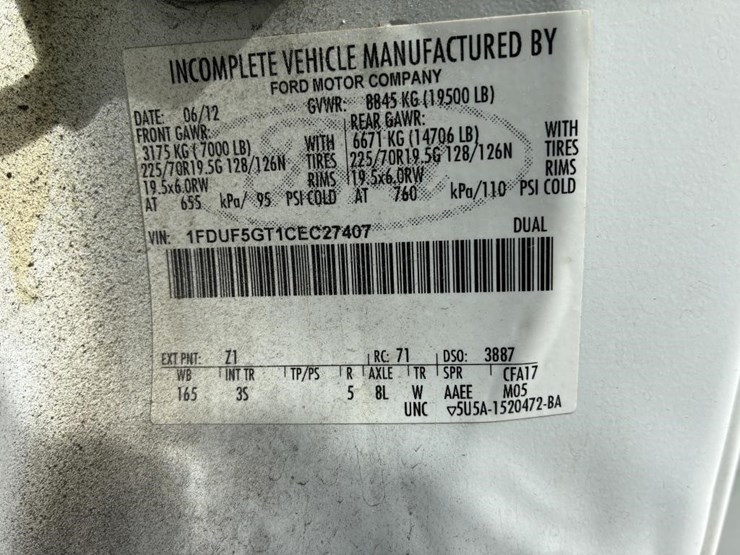 INCOMPLETE VEHICLE MANUFACTURED BY
FORD MOTOR COMPANY
DATE: 06/12 GVWR: 8845 KG (19500 LB)
FRONT GAWR: REAR GAWR:
3175 KG (7000 LB) WITH 6671 KG (14706 LB) WITH
225/70R19.5G 128/126N TIRES 225/70R19.5G 128/126N TIRES
19.5x6.0RW RIMS 19.5x6.0RW RIMS
AT 655 kPa/ 95 PSI COLD AT 760 kPa/110 PSI COLD
VIN: 1FDUF5GT1CEC27407 DUAL
EXT PNT: Z1 RC: 71 DSO: 3887
WB INT TR TP/PS R AXLE TR SPR CFA17
165 3S 5 8L W AAEE M05
UNC ▽5U5A-1520472-BA